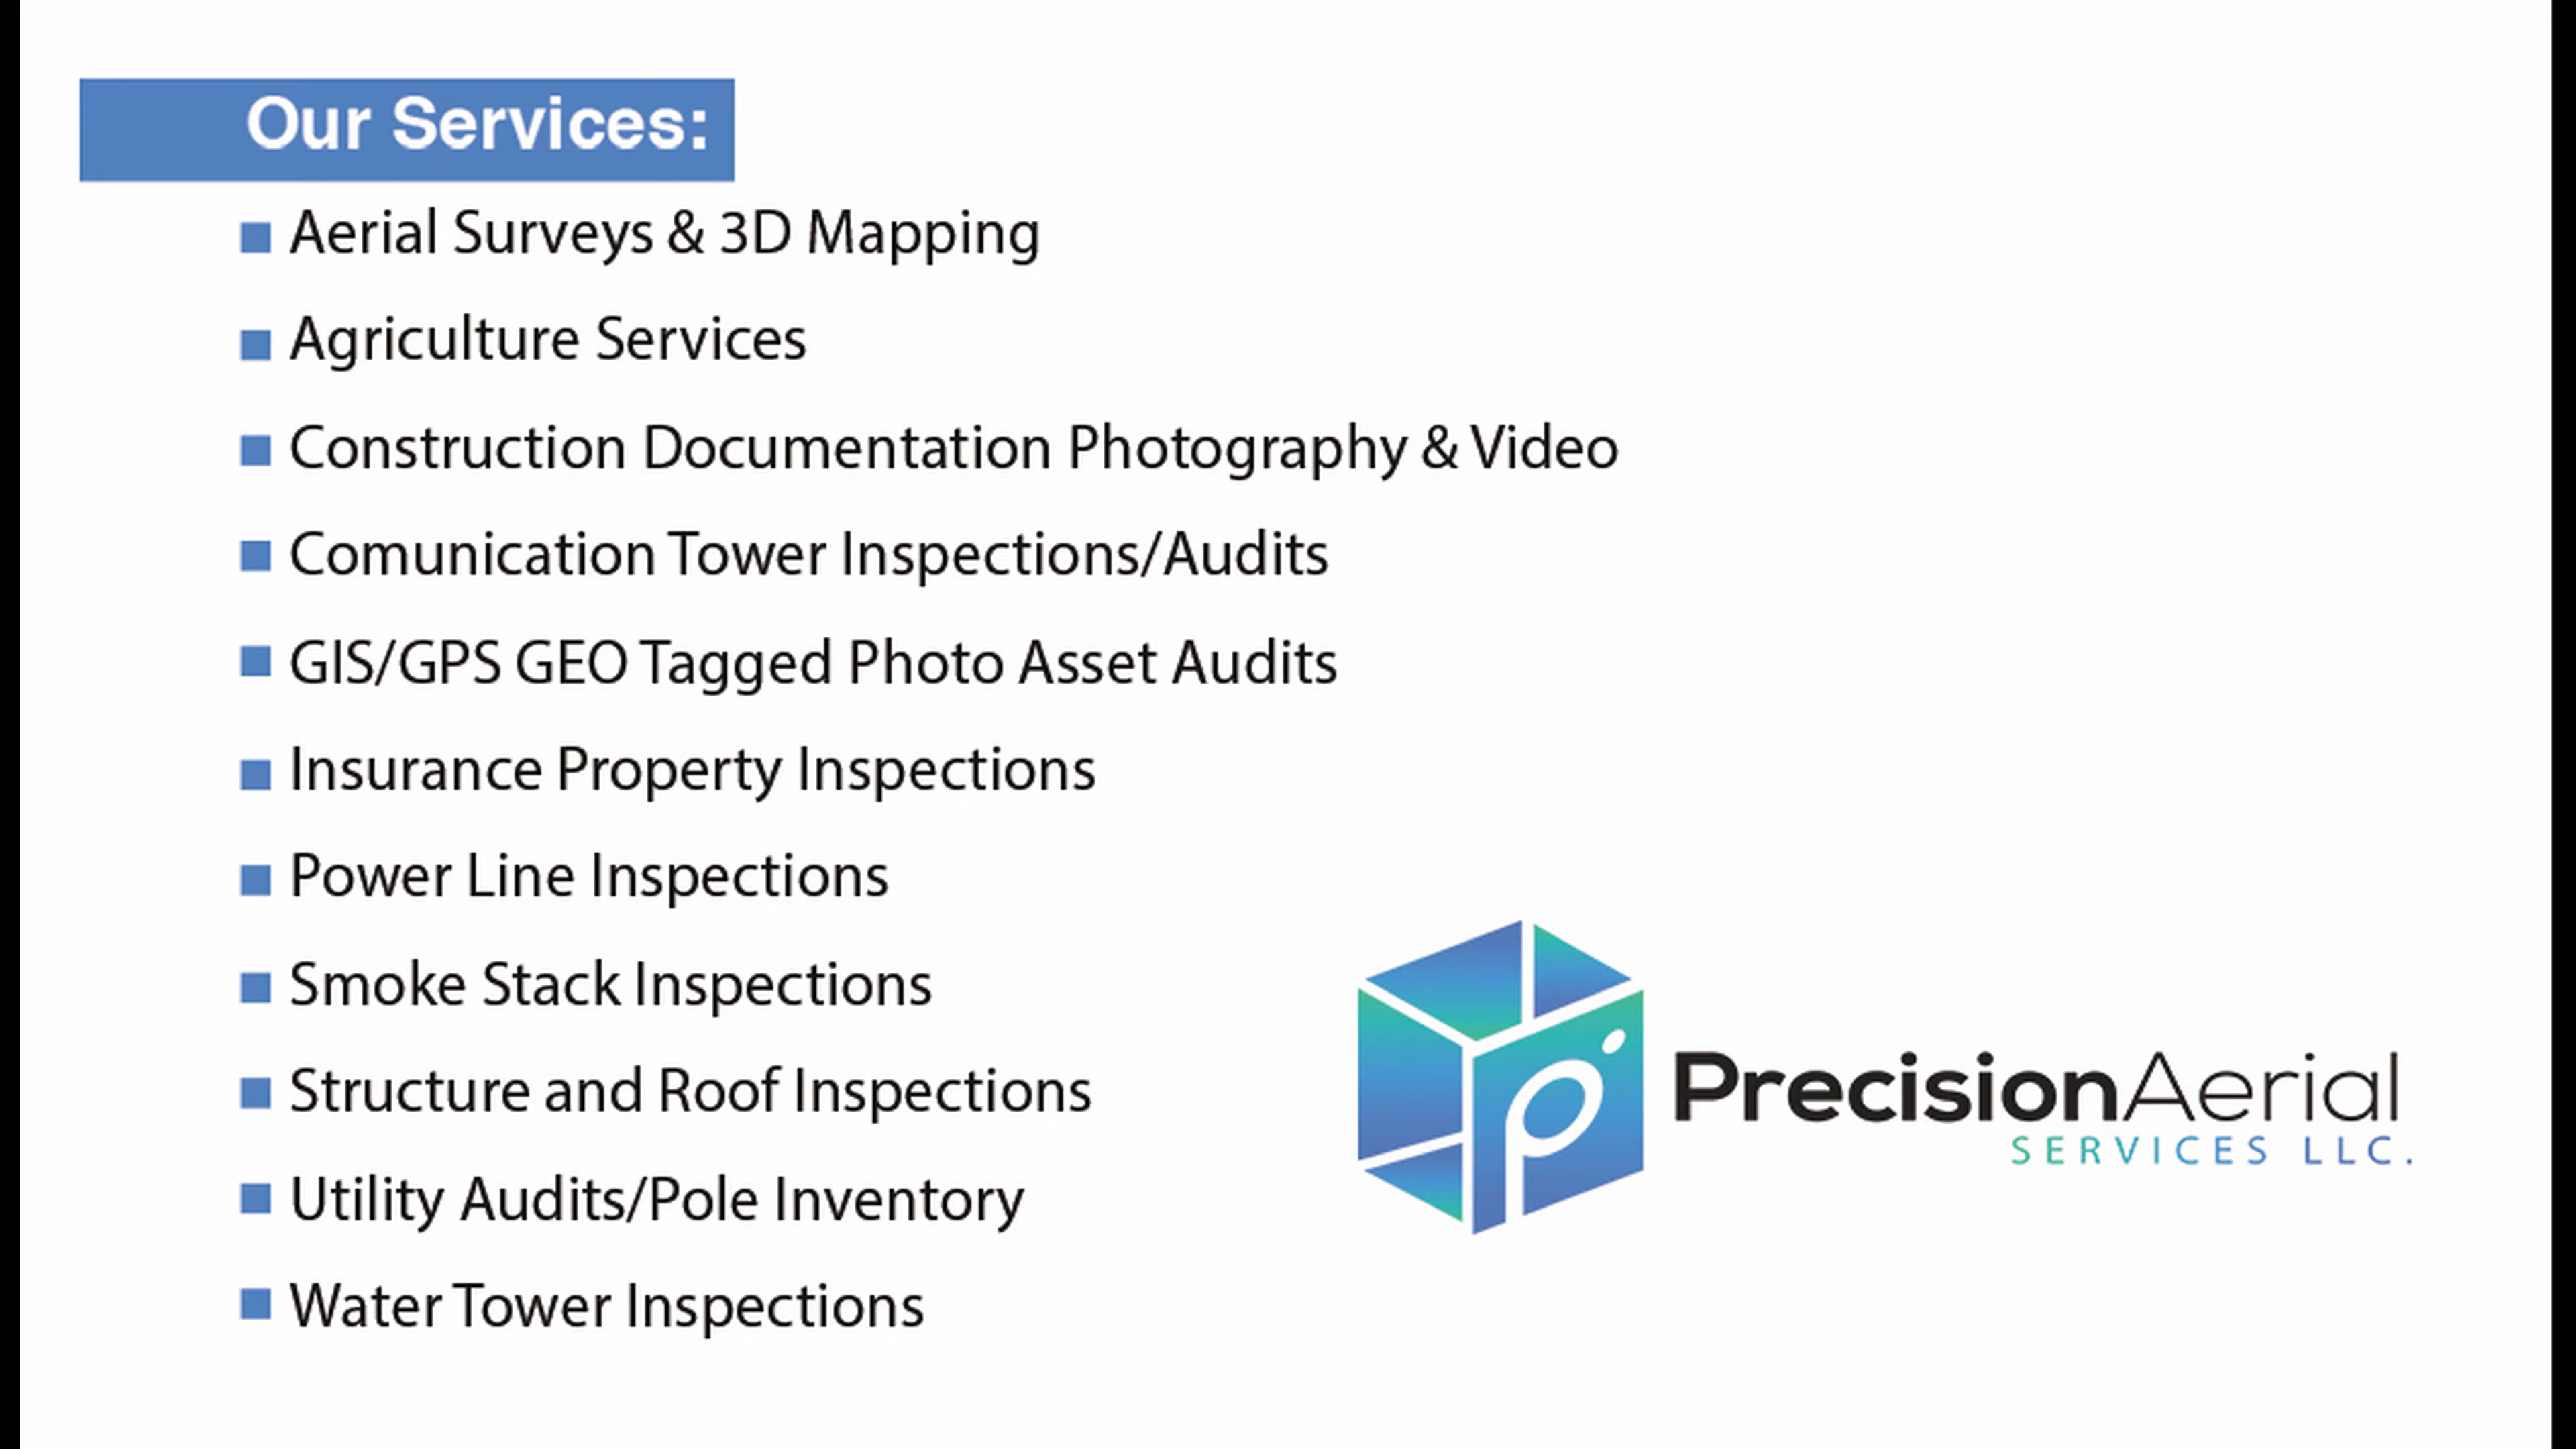 Our Services:
Aerial Surveys & 3D Mapping
Agriculture Services
Construction Documentation Photography & Video
Comunication Tower Inspections/Audits
GIS/GPS GEO Tagged Photo Asset Audits
Insurance Property Inspections
Power Line Inspections
Smoke Stack Inspections
Structure and Roof Inspections
Utility Audits/Pole Inventory
Water Tower Inspections
p
PrecisionAerial
SERVICES LLC.